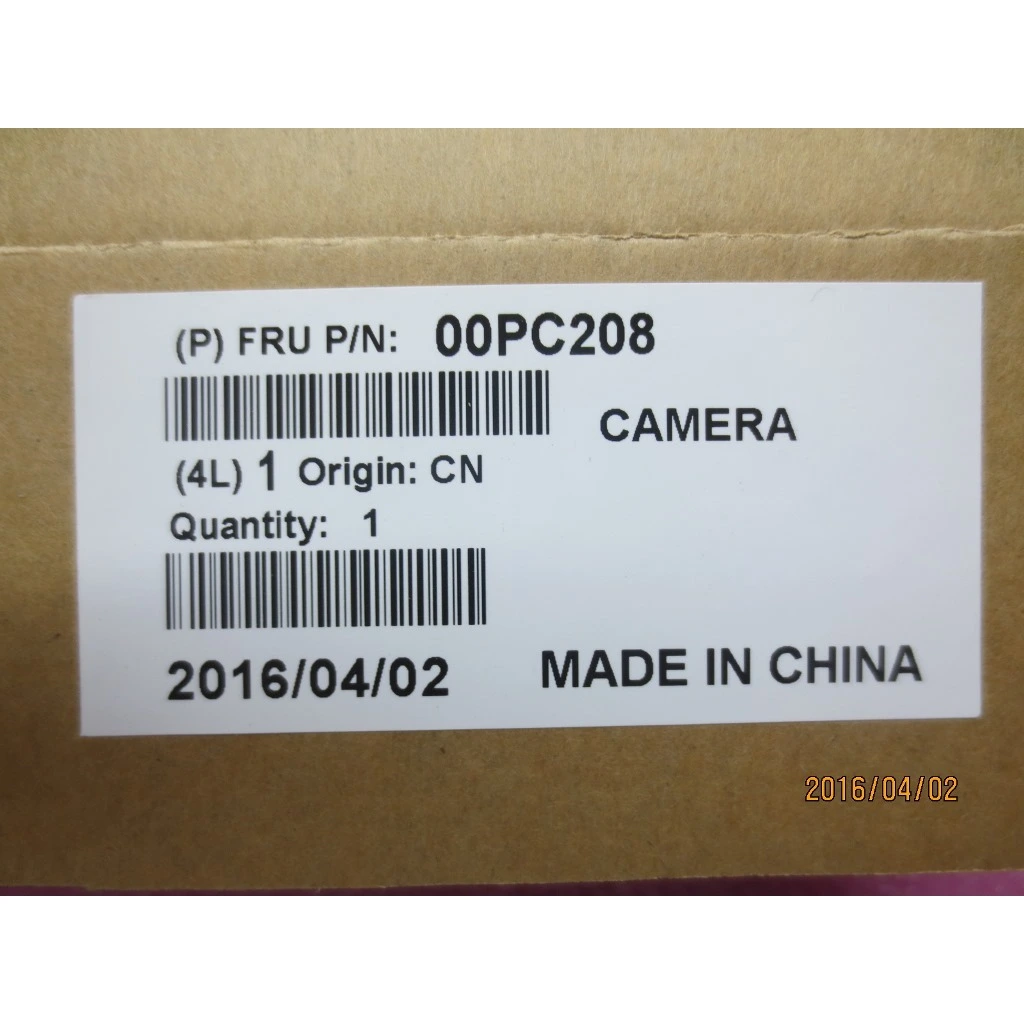 (P) FRU P/N: 00PC208
CAMERA
(4L) 1 Origin: CN
Quantity: 1
2016/04/02
MADE IN CHINA
2016/04/02